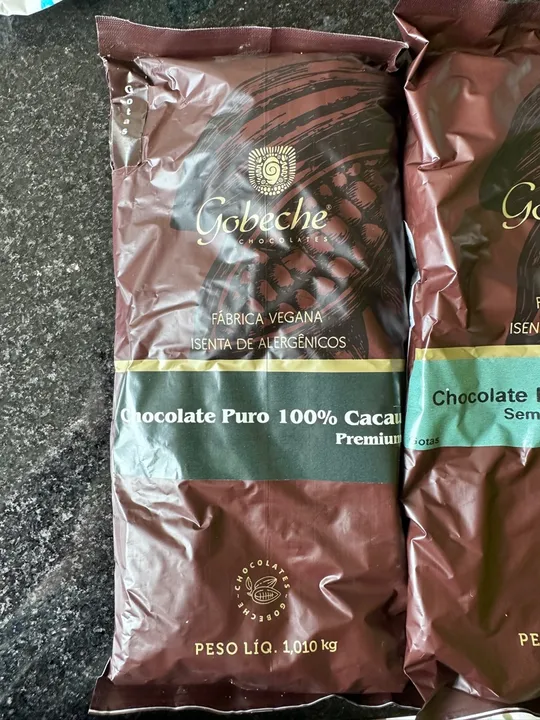 Gotas
Gobeche
CHOCOLATES
FÁBRICA VEGANA
ISENTA DE ALERGÊNICOS
Chocolate Puro 100% Cacau
Premium
CHOCOLATES GOBECHE
PESO LÍQ. 1,010 kg
Go
ISEN
Chocolate
Sem
Gotas
PE